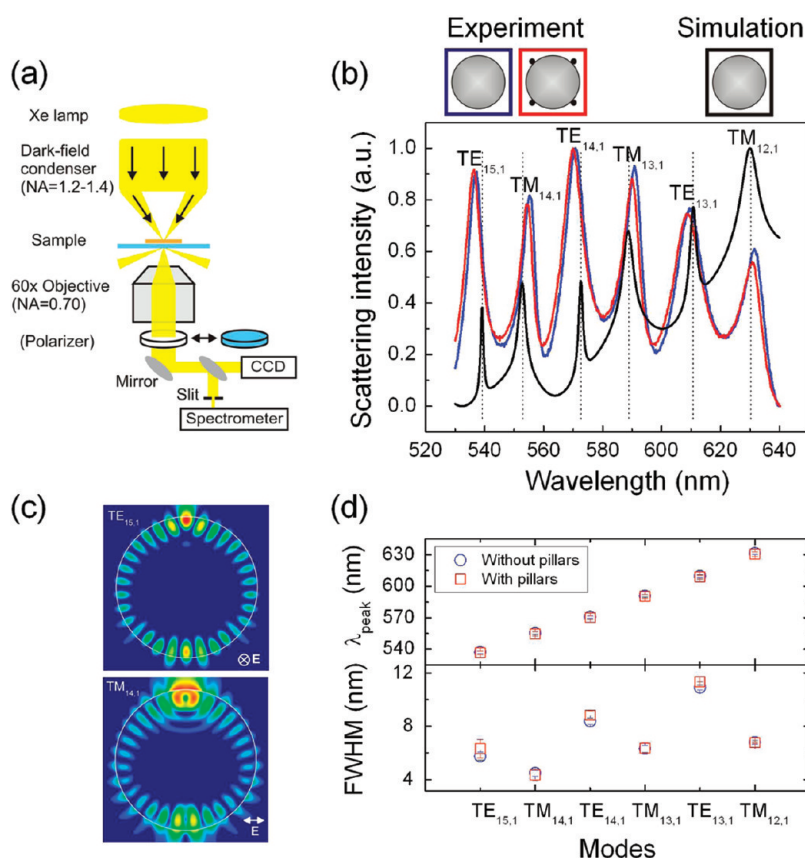 (a)
Xe lamp
Dark-field
condenser
(NA=1.2-1.4)
Sample
60x Objective
(NA=0.70)
(Polarizer)
Mirror
CCD
Slit
Spectrometer
Experiment
Simulation
(b)
TE15,1
TM14,1
TE14,1
TM13,1
TE13,1
TM12,1
1.0
0.8
0.6
0.4
0.2
0.0
Scattering intensity (a.u.)
520 540 560 580 600 620 640
Wavelength (nm)
(c)
TE15,1
⊗E
TM14,1
E
(d)
Without pillars
With pillars
630
600
570
540
λpeak (nm)
12
8
4
FWHM (nm)
TE15,1 TM14,1 TE14,1 TM13,1 TE13,1 TM12,1
Modes